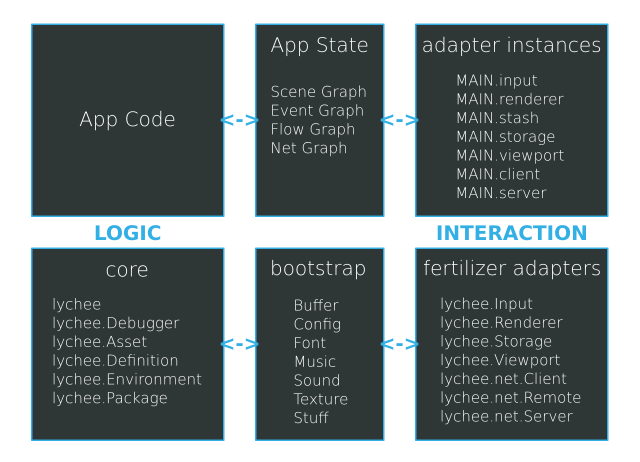 App Code
<->
App State
Scene Graph
Event Graph
Flow Graph
Net Graph
<->
adapter instances
MAIN.input
MAIN.renderer
MAIN.stash
MAIN.storage
MAIN.viewport
MAIN.client
MAIN.server
LOGIC
INTERACTION
core
lychee
lychee.Debugger
lychee.Asset
lychee.Definition
lychee.Environment
lychee.Package
<->
bootstrap
Buffer
Config
Font
Music
Sound
Texture
Stuff
<->
fertilizer adapters
lychee.Input
lychee.Renderer
lychee.Storage
lychee.Viewport
lychee.net.Client
lychee.net.Remote
lychee.net.Server